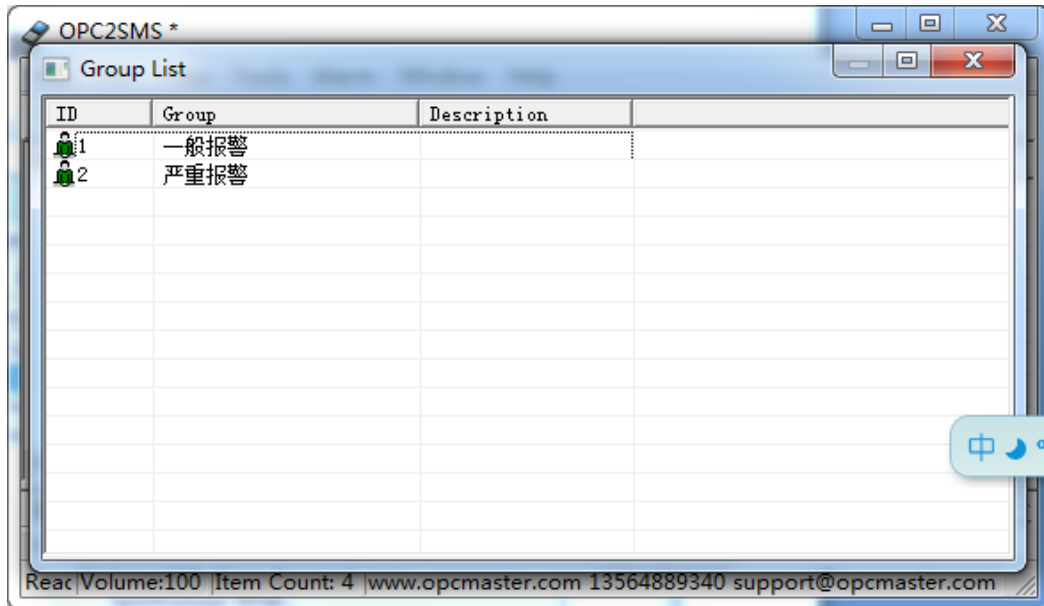 OPC2SMS *
Group List
ID Group Description
1 一般报警
2 严重报警
中
Reac Volume:100 Item Count: 4 www.opcmaster.com 13564889340 support@opcmaster.com